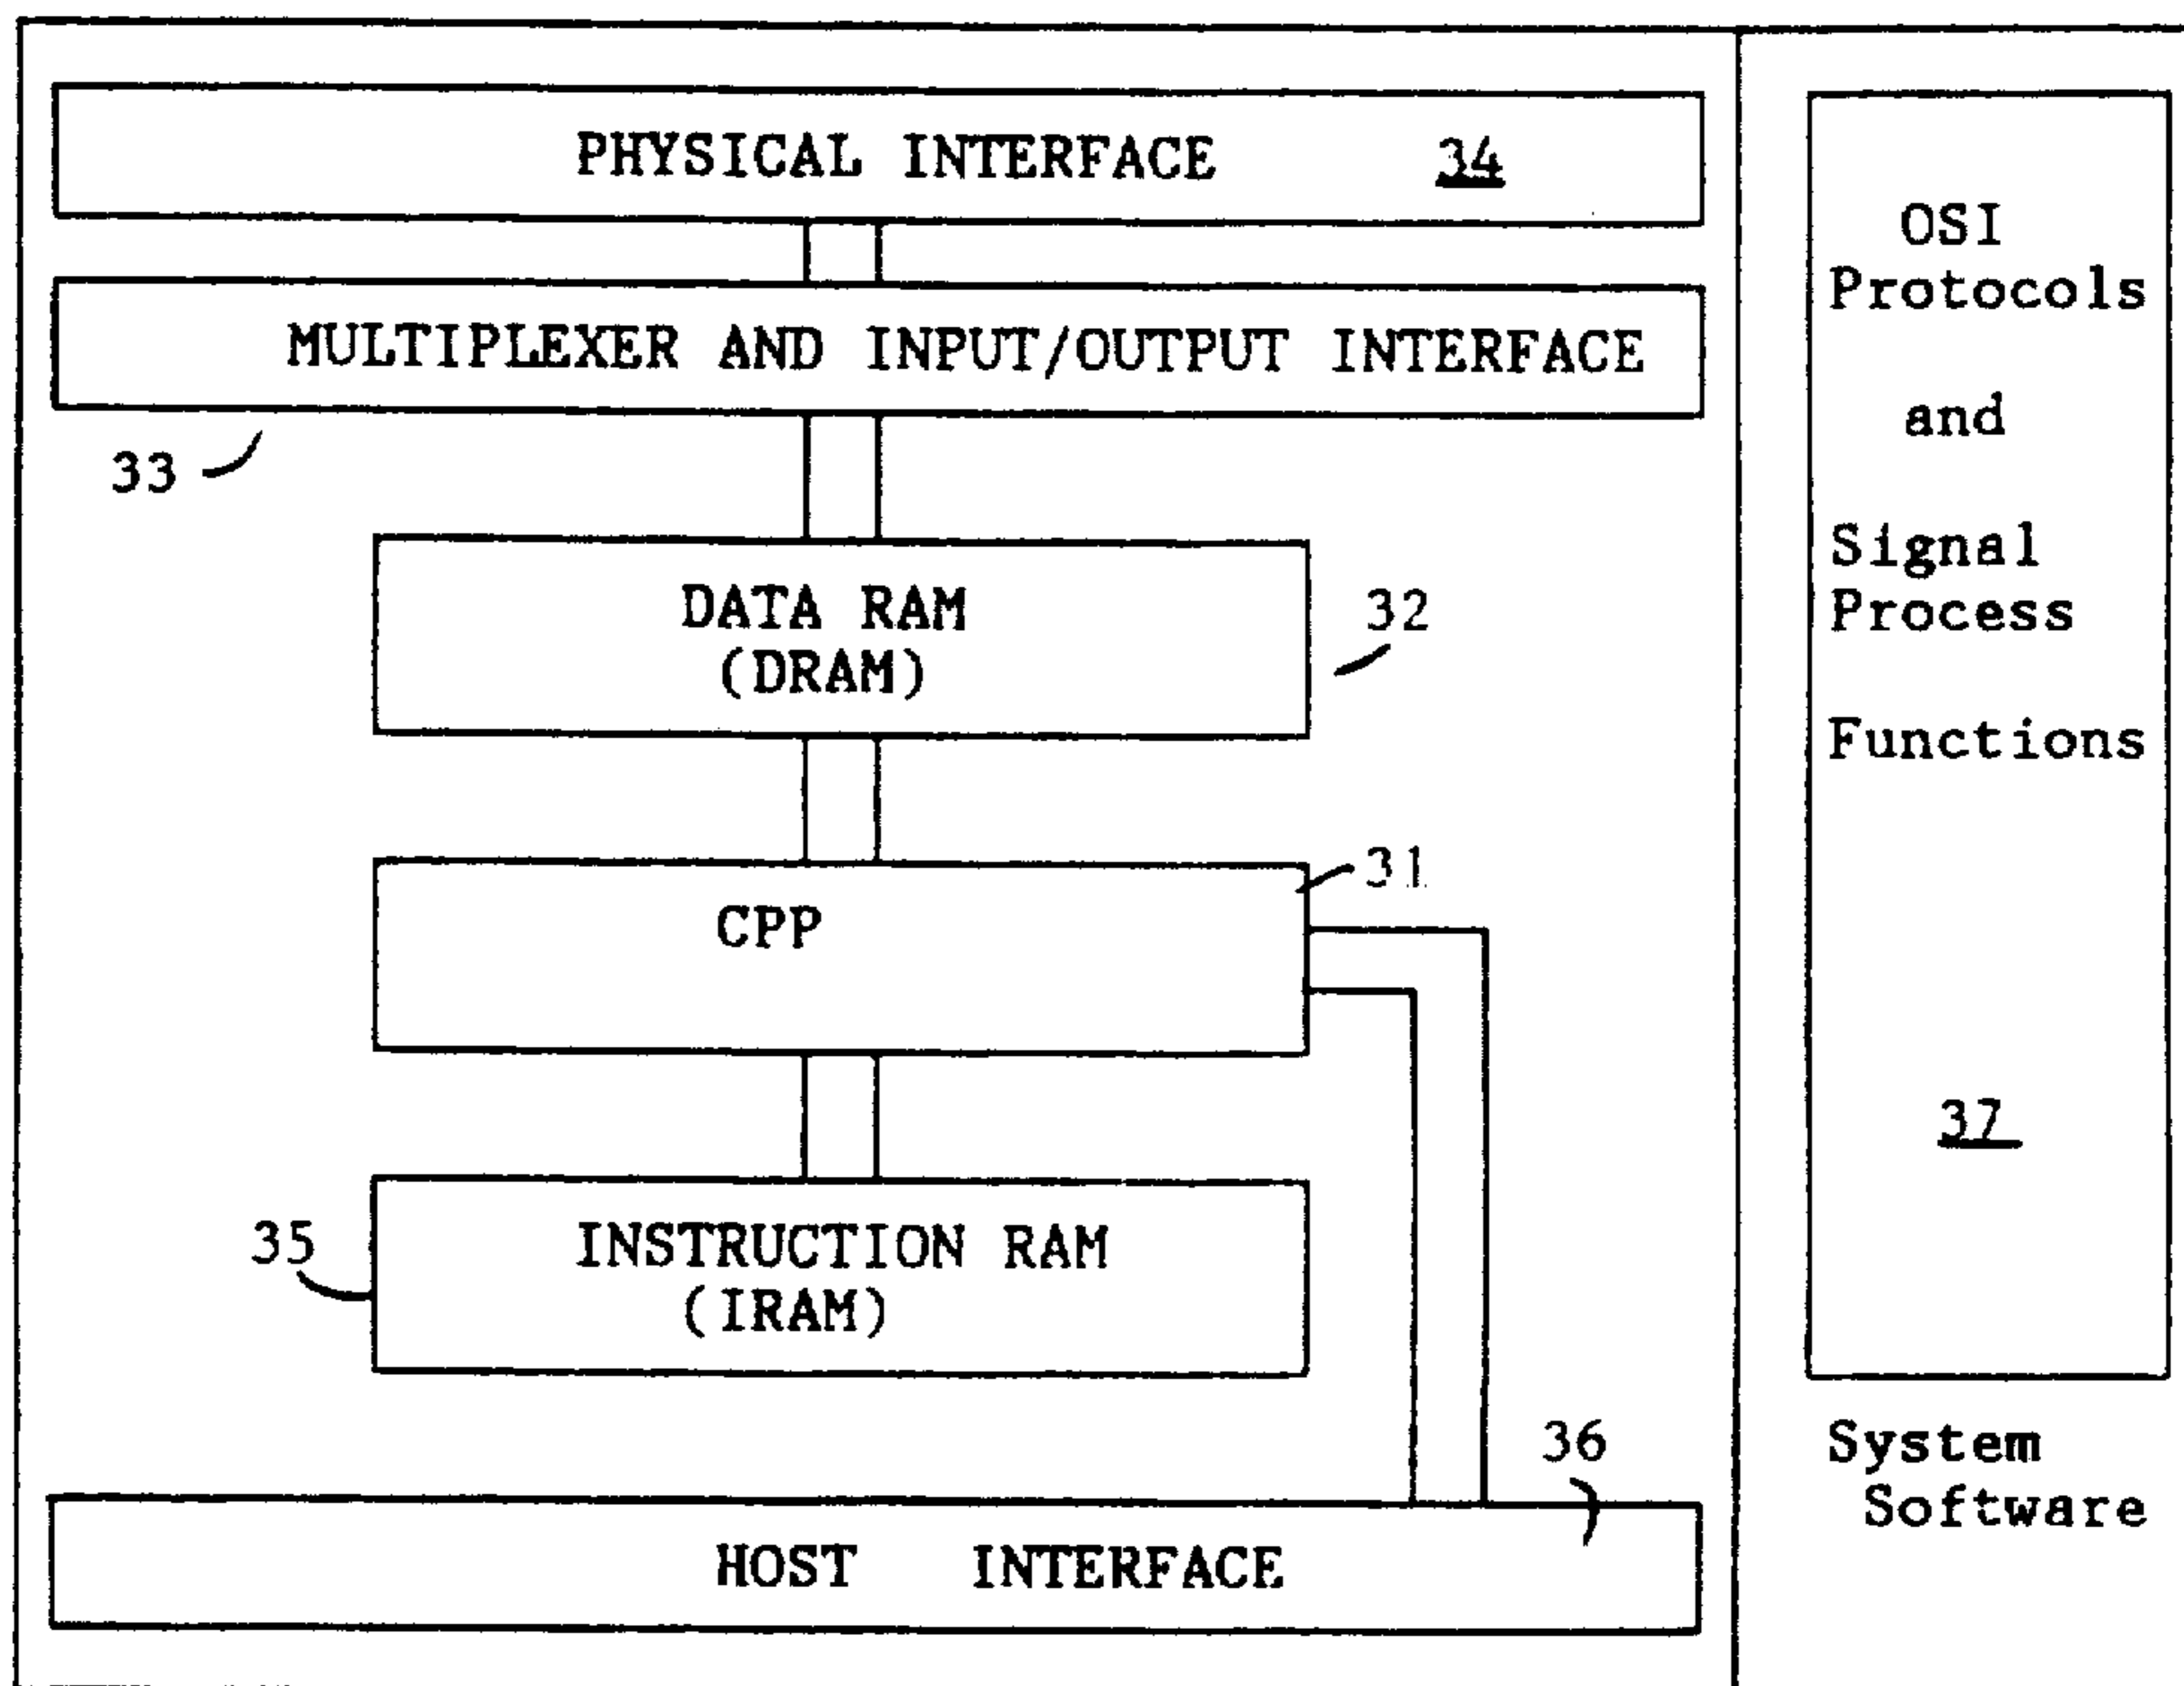 PHYSICAL INTERFACE 34
MULTIPLEXER AND INPUT/OUTPUT INTERFACE
33
DATA RAM
(DRAM)
32
CPP
31
INSTRUCTION RAM
(IRAM)
35
36
HOST INTERFACE
OSI
Protocols
and
Signal
Process
Functions
37
System
Software